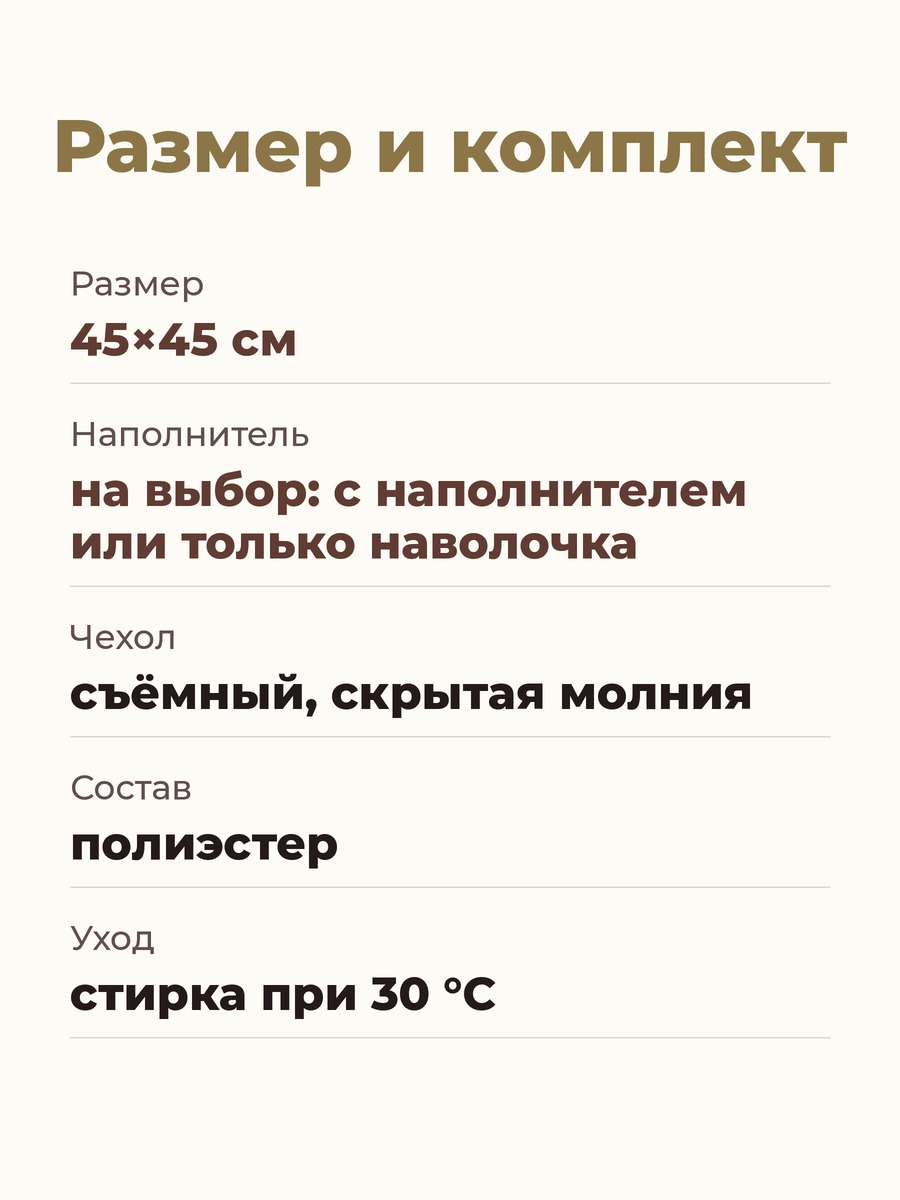 Размер и комплект
Размер
45×45 см
Наполнитель
на выбор: с наполнителем
или только наволочка
Чехол
съёмный, скрытая молния
Состав
полиэстер
Уход
стирка при 30 °C